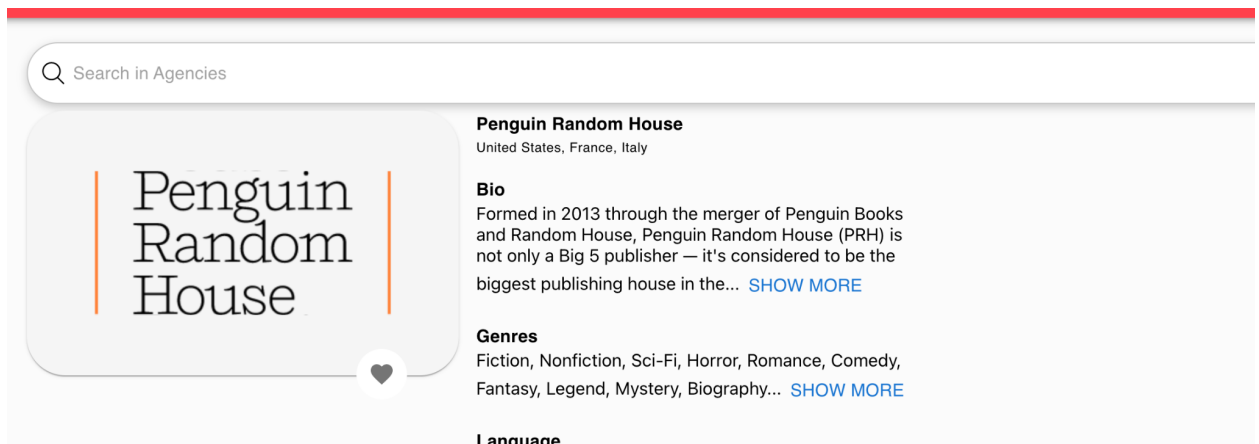 Search in Agencies
Penguin
Random
House
Penguin Random House
United States, France, Italy
Bio
Formed in 2013 through the merger of Penguin Books
and Random House, Penguin Random House (PRH) is
not only a Big 5 publisher — it's considered to be the
biggest publishing house in the... SHOW MORE
Genres
Fiction, Nonfiction, Sci-Fi, Horror, Romance, Comedy,
Fantasy, Legend, Mystery, Biography... SHOW MORE
Language